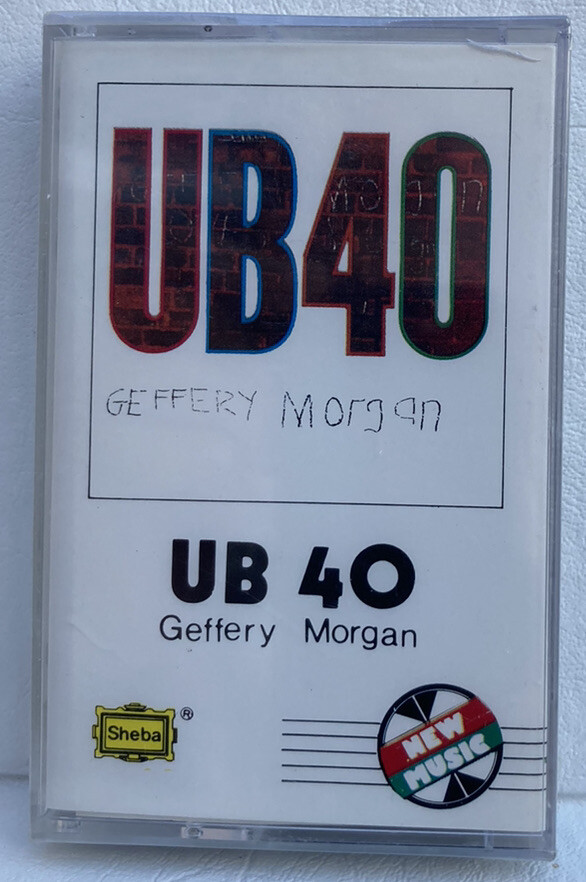 UB40
GEFFERY Morgan
UB 40
Geffery Morgan
Sheba ®
NEW
MUSIC